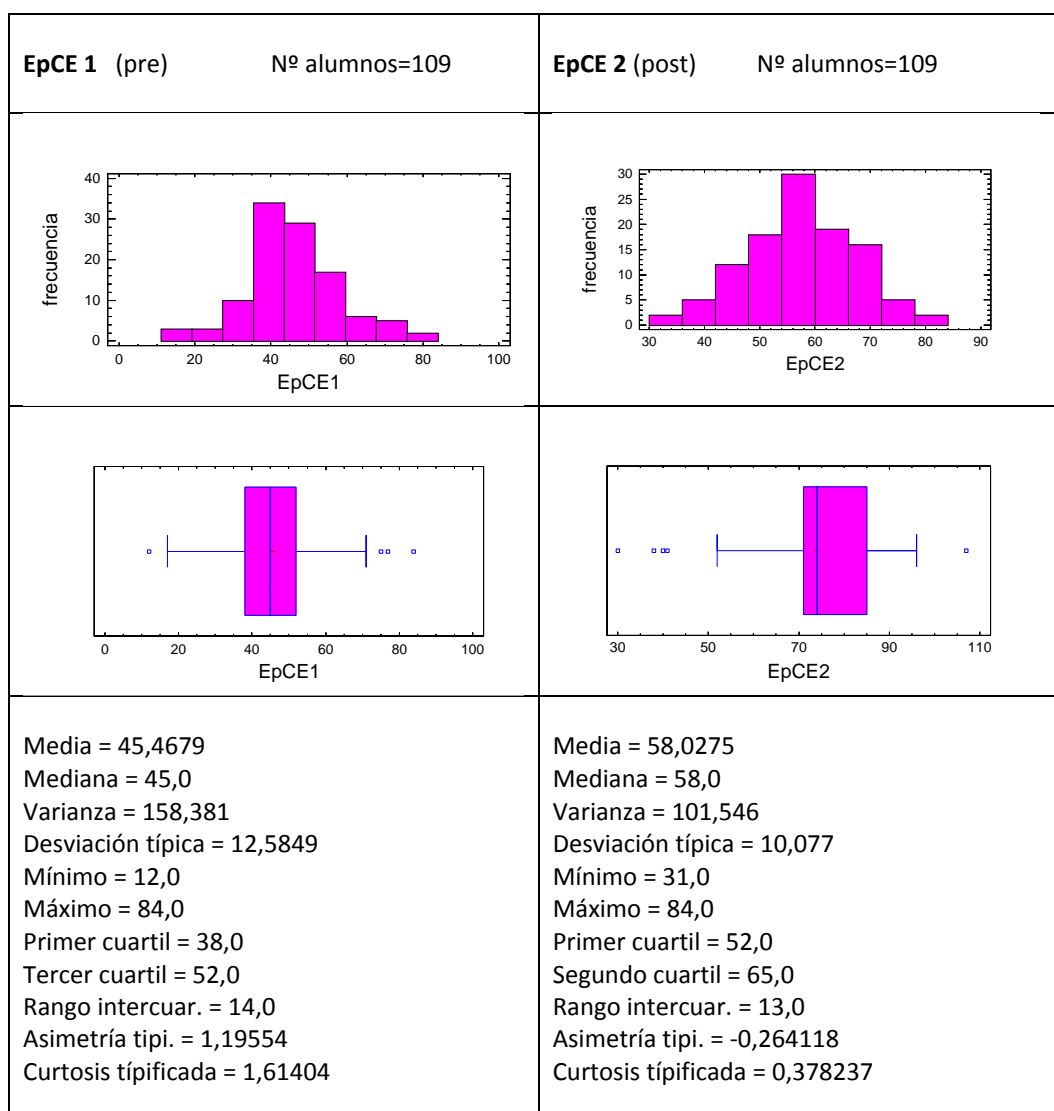 EpCE 1 (pre) Nº alumnos=109
EpCE 2 (post) Nº alumnos=109
40
30
20
10
0
frecuencia
0 20 40 60 80 100
EpCE1
30
25
20
15
10
5
0
frecuencia
30 40 50 60 70 80 90
EpCE2
0 20 40 60 80 100
EpCE1
30 50 70 90 110
EpCE2
Media = 45,4679
Mediana = 45,0
Varianza = 158,381
Desviación típica = 12,5849
Mínimo = 12,0
Máximo = 84,0
Primer cuartil = 38,0
Tercer cuartil = 52,0
Rango intercuar. = 14,0
Asimetría tipi. = 1,19554
Curtosis típificada = 1,61404
Media = 58,0275
Mediana = 58,0
Varianza = 101,546
Desviación típica = 10,077
Mínimo = 31,0
Máximo = 84,0
Primer cuartil = 52,0
Segundo cuartil = 65,0
Rango intercuar. = 13,0
Asimetría tipi. = -0,264118
Curtosis típificada = 0,378237